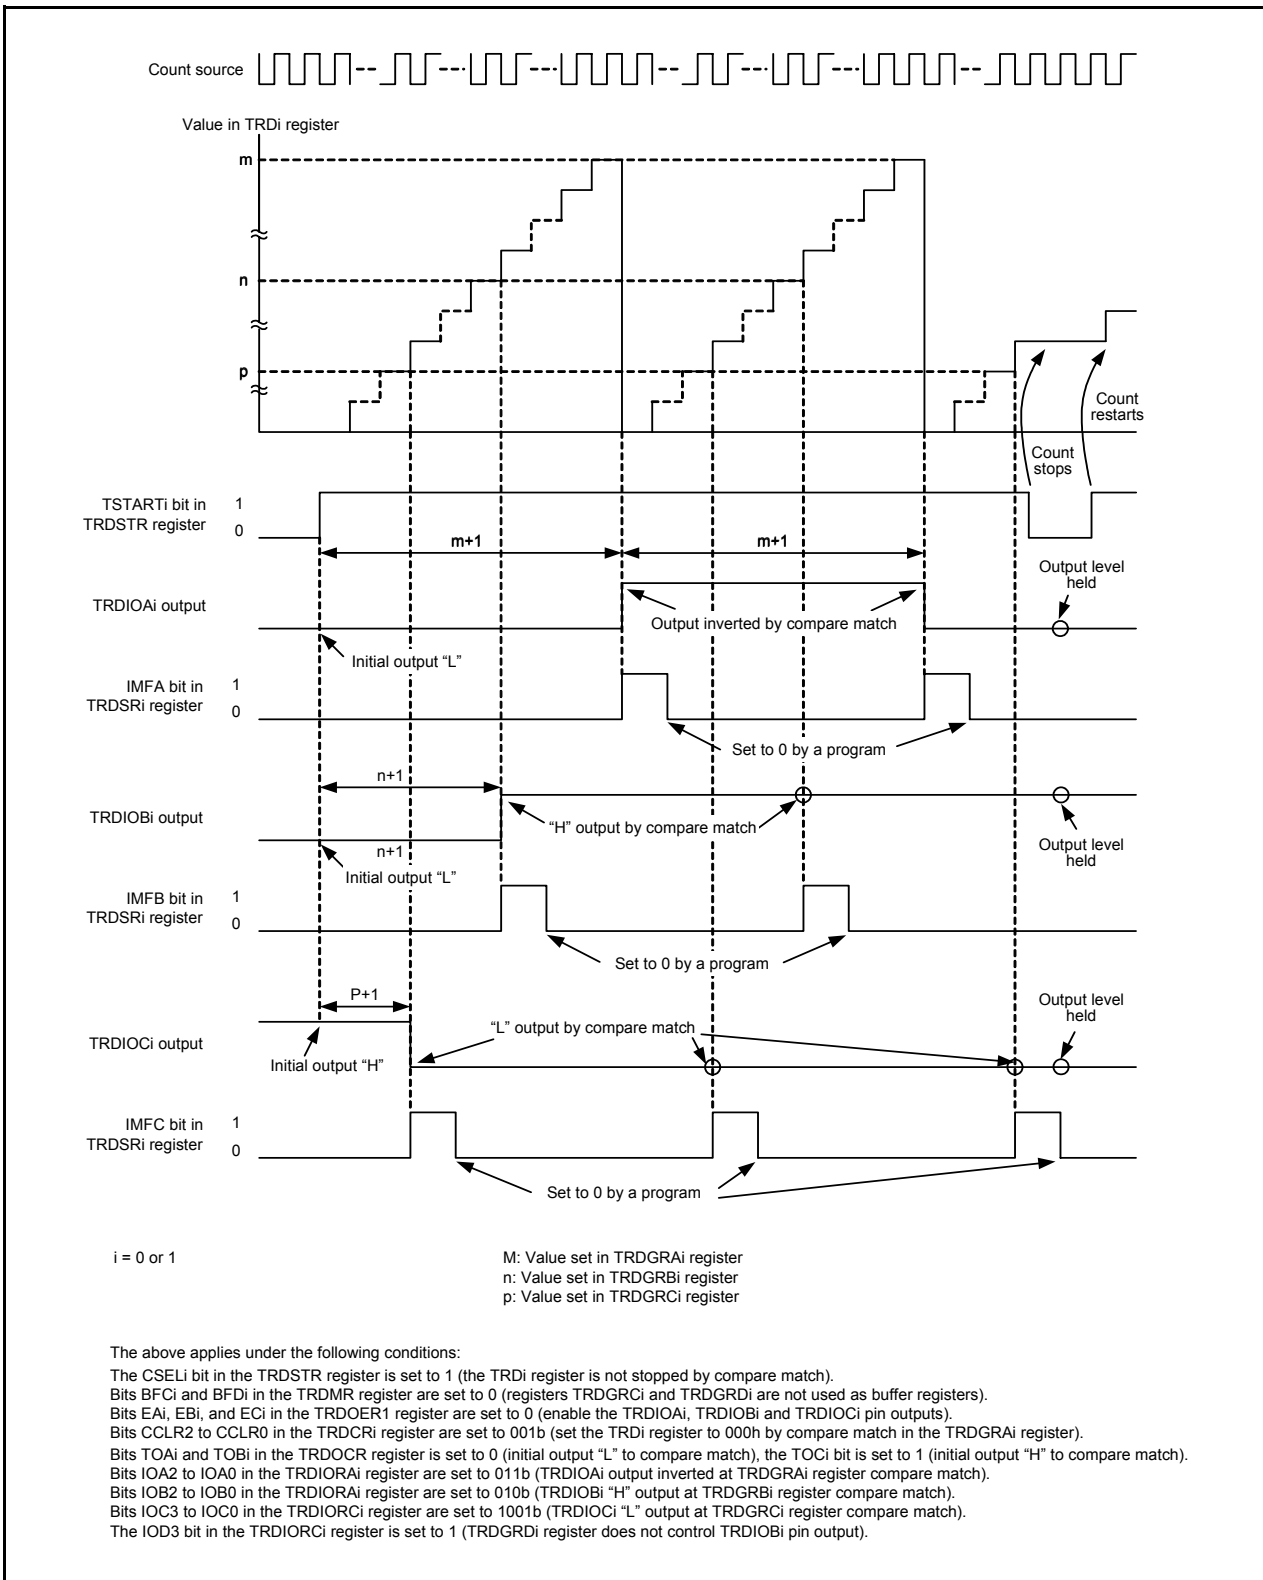 Count source
Value in TRDi register
m
n
p
Count restarts
Count stops
TSTARTi bit in
TRDSTR register
1
0
m+1
m+1
Output level held
TRDIOAi output
Output inverted by compare match
Initial output “L”
IMFA bit in
TRDSRi register
1
0
Set to 0 by a program
n+1
TRDIOBi output
“H” output by compare match
n+1
Initial output “L”
Output level held
IMFB bit in
TRDSRi register
1
0
Set to 0 by a program
P+1
Output level held
“L” output by compare match
TRDIOCi output
Initial output “H”
IMFC bit in
TRDSRi register
1
0
Set to 0 by a program
i = 0 or 1
M: Value set in TRDGRAi register
n: Value set in TRDGRBi register
p: Value set in TRDGRCi register
The above applies under the following conditions:
The CSELi bit in the TRDSTR register is set to 1 (the TRDi register is not stopped by compare match).
Bits BFCi and BFDi in the TRDMR register are set to 0 (registers TRDGRCi and TRDGRDi are not used as buffer registers).
Bits EAi, EBi, and ECi in the TRDOER1 register are set to 0 (enable the TRDIOAi, TRDIOBi and TRDIOCi pin outputs).
Bits CCLR2 to CCLR0 in the TRDCRi register are set to 001b (set the TRDi register to 000h by compare match in the TRDGRAi register).
Bits TOAi and TOBi in the TRDOCR register is set to 0 (initial output “L” to compare match), the TOCi bit is set to 1 (initial output “H” to compare match).
Bits IOA2 to IOA0 in the TRDIORAi register are set to 011b (TRDIOAi output inverted at TRDGRAi register compare match).
Bits IOB2 to IOB0 in the TRDIORAi register are set to 010b (TRDIOBi “H” output at TRDGRBi register compare match).
Bits IOC3 to IOC0 in the TRDIORCi register are set to 1001b (TRDIOCi “L” output at TRDGRCi register compare match).
The IOD3 bit in the TRDIORCi register is set to 1 (TRDGRDi register does not control TRDIOBi pin output).